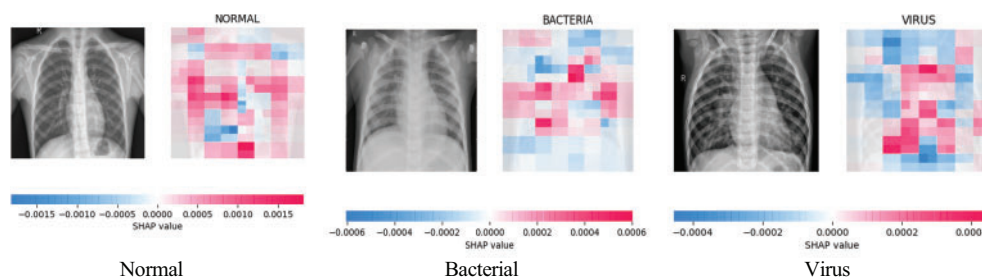 NORMAL
BACTERIA
VIRUS
R
R
−0.0015 −0.0010 −0.0005 0.0000 0.0005 0.0010 0.0015
SHAP value
−0.0006 −0.0004 −0.0002 0.0000 0.0002 0.0004 0.0006
SHAP value
−0.0004 −0.0002 0.0000 0.0002
SHAP value
Normal
Bacterial
Virus